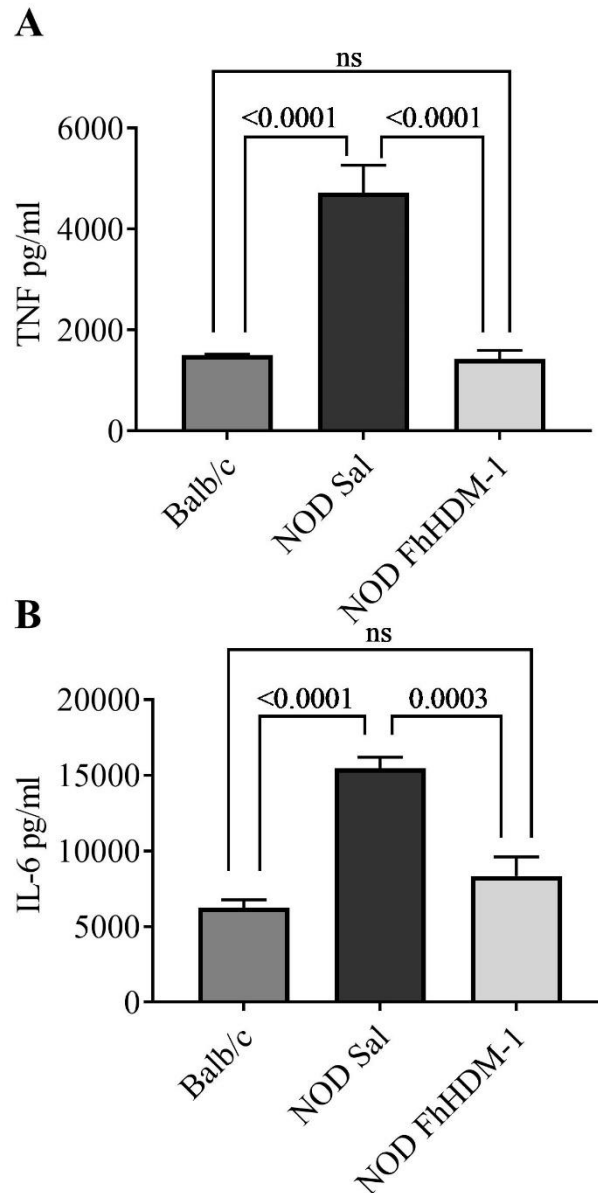 A
ns
<0.0001 <0.0001
6000
4000
2000
0
TNF pg/ml
Balb/c
NOD Sal
NOD FhHDM-1
B
ns
<0.0001 0.0003
20000
15000
10000
5000
0
IL-6 pg/ml
Balb/c
NOD Sal
NOD FhHDM-1